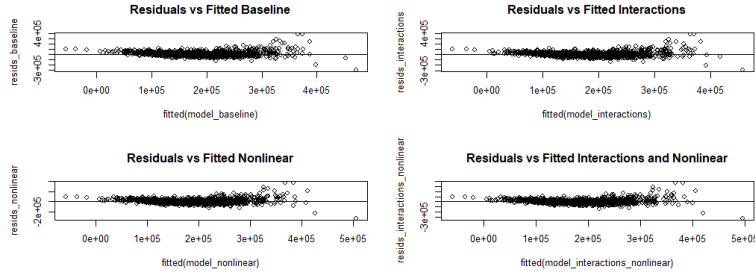 Residuals vs Fitted Baseline
resids_baseline
-3e+05 4e+05
0e+00 1e+05 2e+05 3e+05 4e+05
fitted(model_baseline)
Residuals vs Fitted Interactions
resids_interactions
-3e+05 4e+05
0e+00 1e+05 2e+05 3e+05 4e+05
fitted(model_interactions)
Residuals vs Fitted Nonlinear
resids_nonlinear
-2e+05
0e+00 1e+05 2e+05 3e+05 4e+05 5e+05
fitted(model_nonlinear)
Residuals vs Fitted Interactions and Nonlinear
resids_interactions_nonlinear
-3e+05
0e+00 1e+05 2e+05 3e+05 4e+05 5e+05
fitted(model_interactions_nonlinear)